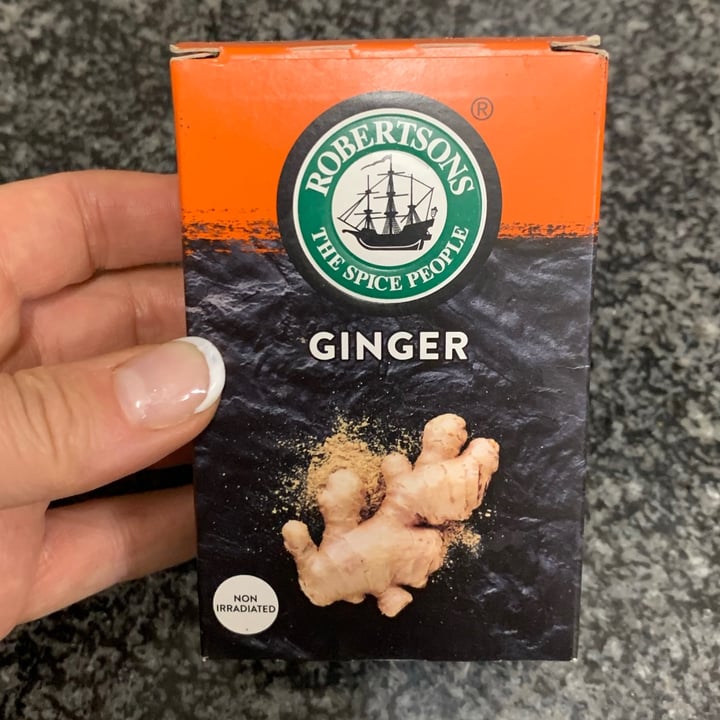 ROBERTSONS
®
THE SPICE PEOPLE
GINGER
NON
IRRADIATED